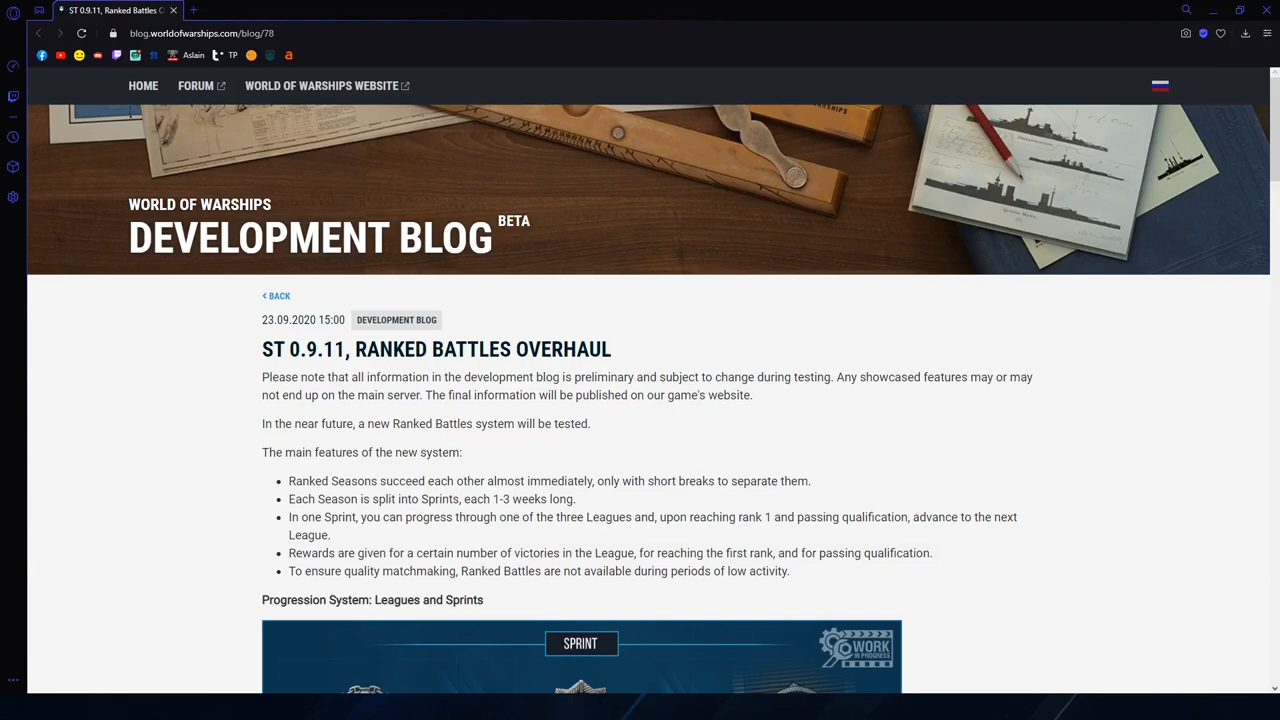 ST 0.9.11, Ranked Battles O
blog.worldofwarships.com/blog/78
Aslain TP
HOME FORUM WORLD OF WARSHIPS WEBSITE
WORLD OF WARSHIPS
DEVELOPMENT BLOG BETA
BACK
23.09.2020 15:00 DEVELOPMENT BLOG
ST 0.9.11, RANKED BATTLES OVERHAUL
Please note that all information in the development blog is preliminary and subject to change during testing. Any showcased features may or may
not end up on the main server. The final information will be published on our game's website.
In the near future, a new Ranked Battles system will be tested.
The main features of the new system:
• Ranked Seasons succeed each other almost immediately, only with short breaks to separate them.
• Each Season is split into Sprints, each 1-3 weeks long.
• In one Sprint, you can progress through one of the three Leagues and, upon reaching rank 1 and passing qualification, advance to the next
League.
• Rewards are given for a certain number of victories in the League, for reaching the first rank, and for passing qualification.
• To ensure quality matchmaking, Ranked Battles are not available during periods of low activity.
Progression System: Leagues and Sprints
SPRINT
WORK
IN PROGRESS